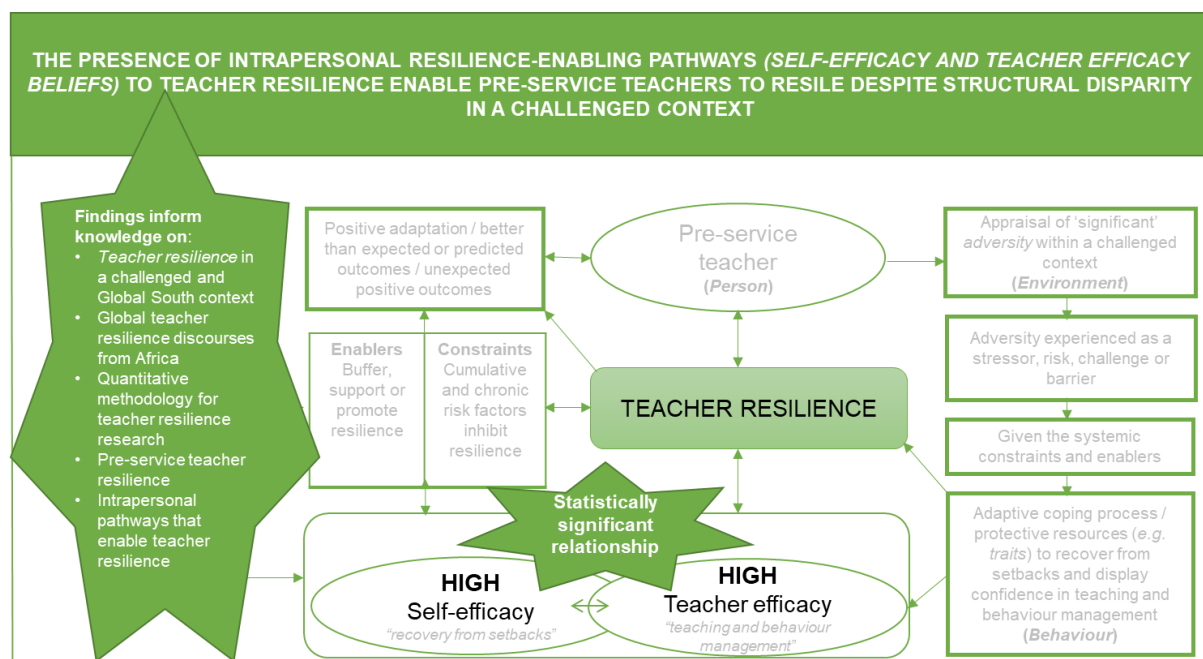 THE PRESENCE OF INTRAPERSONAL RESILIENCE-ENABLING PATHWAYS (SELF-EFFICACY AND TEACHER EFFICACY
BELIEFS) TO TEACHER RESILIENCE ENABLE PRE-SERVICE TEACHERS TO RESILE DESPITE STRUCTURAL DISPARITY
IN A CHALLENGED CONTEXT
Findings inform
knowledge on:
• Teacher resilience in
a challenged and
Global South context
• Global teacher
resilience discourses
from Africa
• Quantitative
methodology for
teacher resilience
research
• Pre-service teacher
resilience
• Intrapersonal
pathways that
enable teacher
resilience
Positive adaptation / better
than expected or predicted
outcomes / unexpected
positive outcomes
Pre-service
teacher
(Person)
Appraisal of ‘significant’
adversity within a challenged
context
(Environment)
Enablers
Buffer,
support or
promote
resilience
Constraints
Cumulative
and chronic
risk factors
inhibit
resilience
TEACHER RESILIENCE
Adversity experienced as a
stressor, risk, challenge or
barrier
Given the systemic
constraints and enablers
Adaptive coping process /
protective resources (e.g.
traits) to recover from
setbacks and display
confidence in teaching and
behaviour management
(Behaviour)
Statistically
significant
relationship
HIGH
Self-efficacy
“recovery from setbacks”
HIGH
Teacher efficacy
“teaching and behaviour
management”